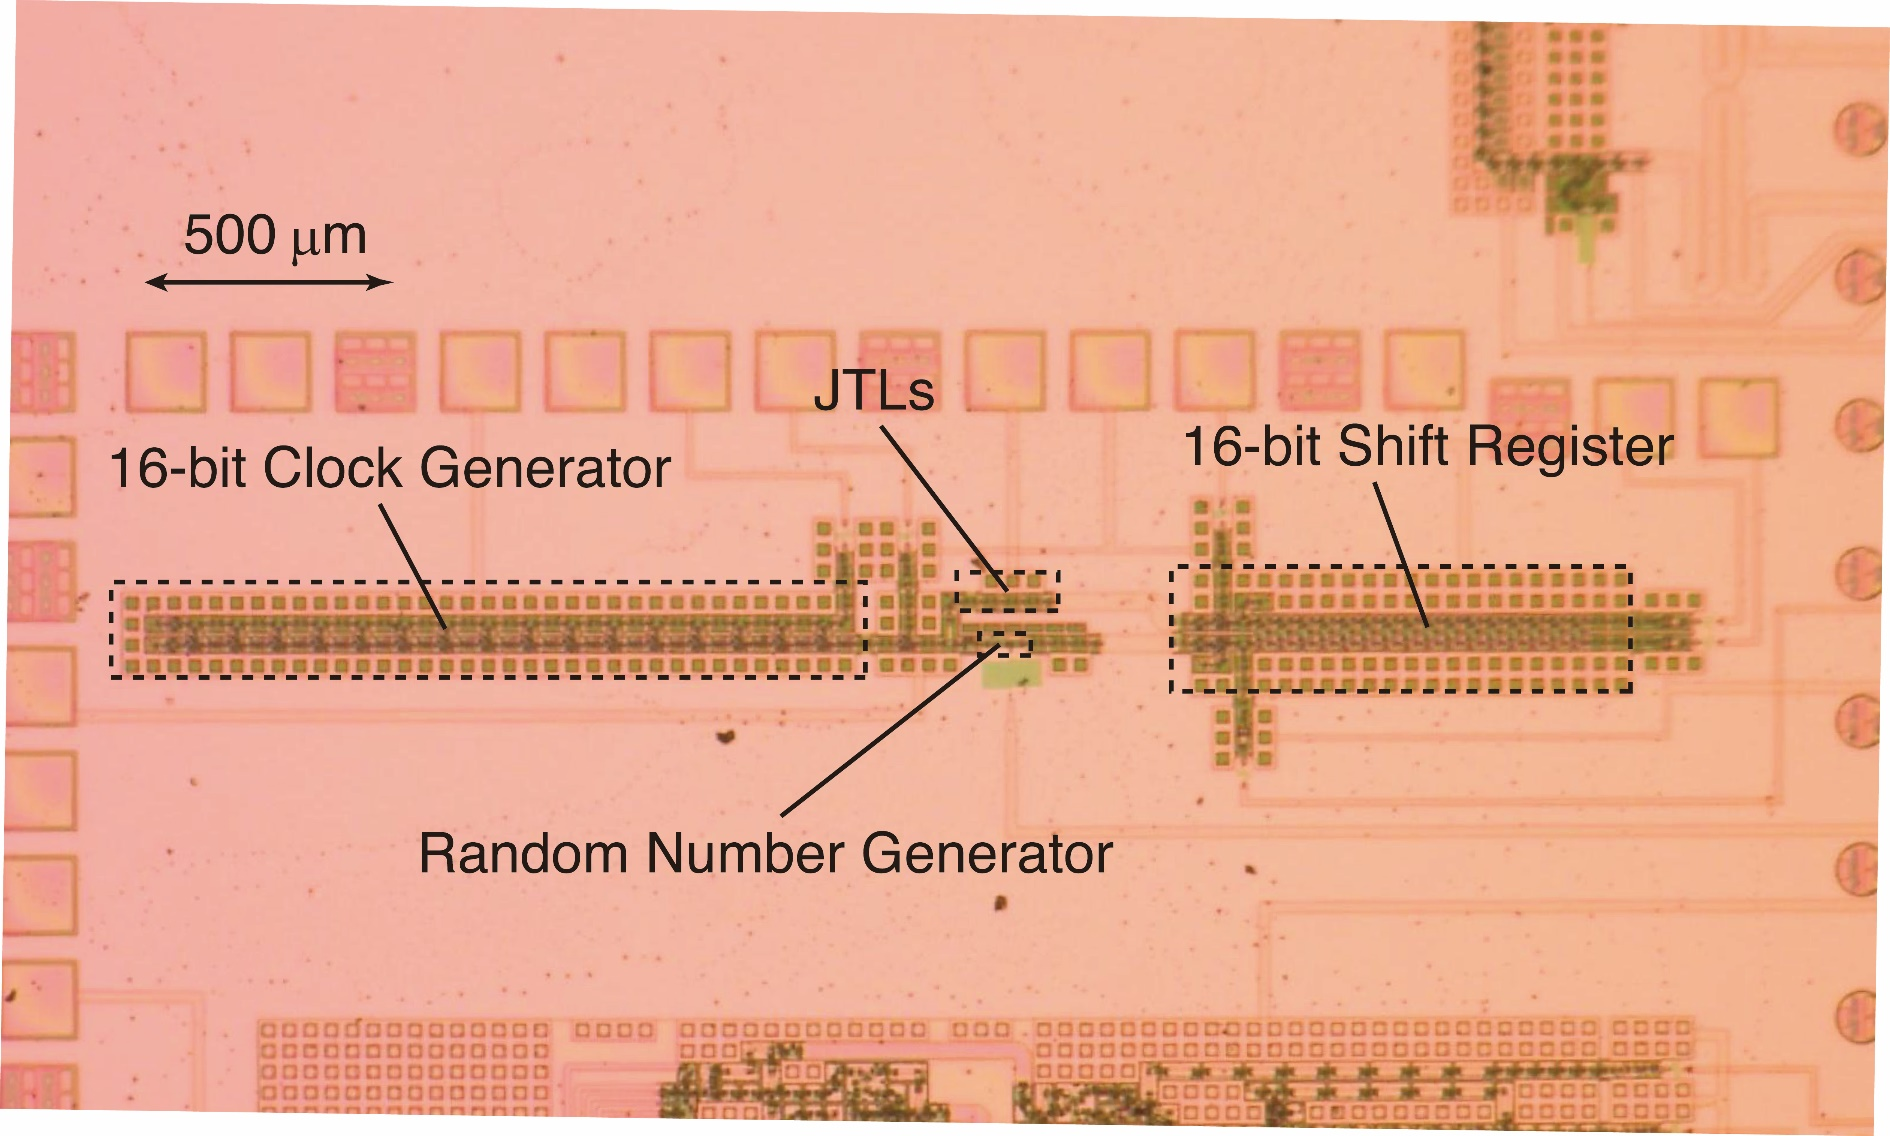 500 μm
JTLs
16-bit Clock Generator
16-bit Shift Register
Random Number Generator